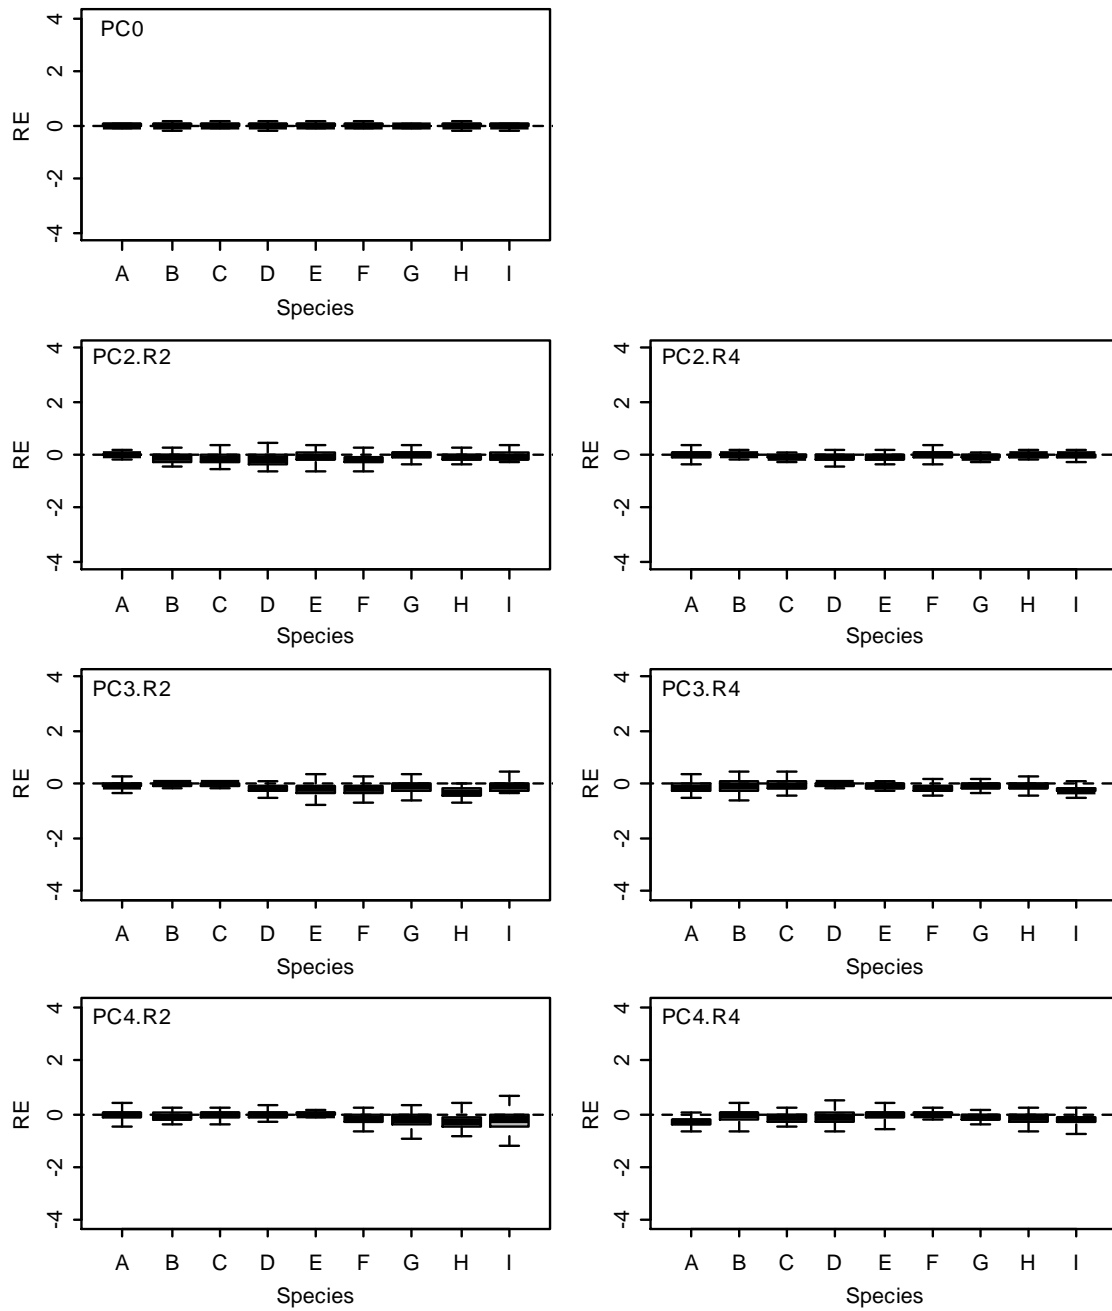 PC0
4
2
0
-2
-4
RE
A B C D E F G H I
Species
PC2.R2
4
2
0
-2
-4
RE
A B C D E F G H I
Species
PC2.R4
4
2
0
-2
-4
RE
A B C D E F G H I
Species
PC3.R2
4
2
0
-2
-4
RE
A B C D E F G H I
Species
PC3.R4
4
2
0
-2
-4
RE
A B C D E F G H I
Species
PC4.R2
4
2
0
-2
-4
RE
A B C D E F G H I
Species
PC4.R4
4
2
0
-2
-4
RE
A B C D E F G H I
Species